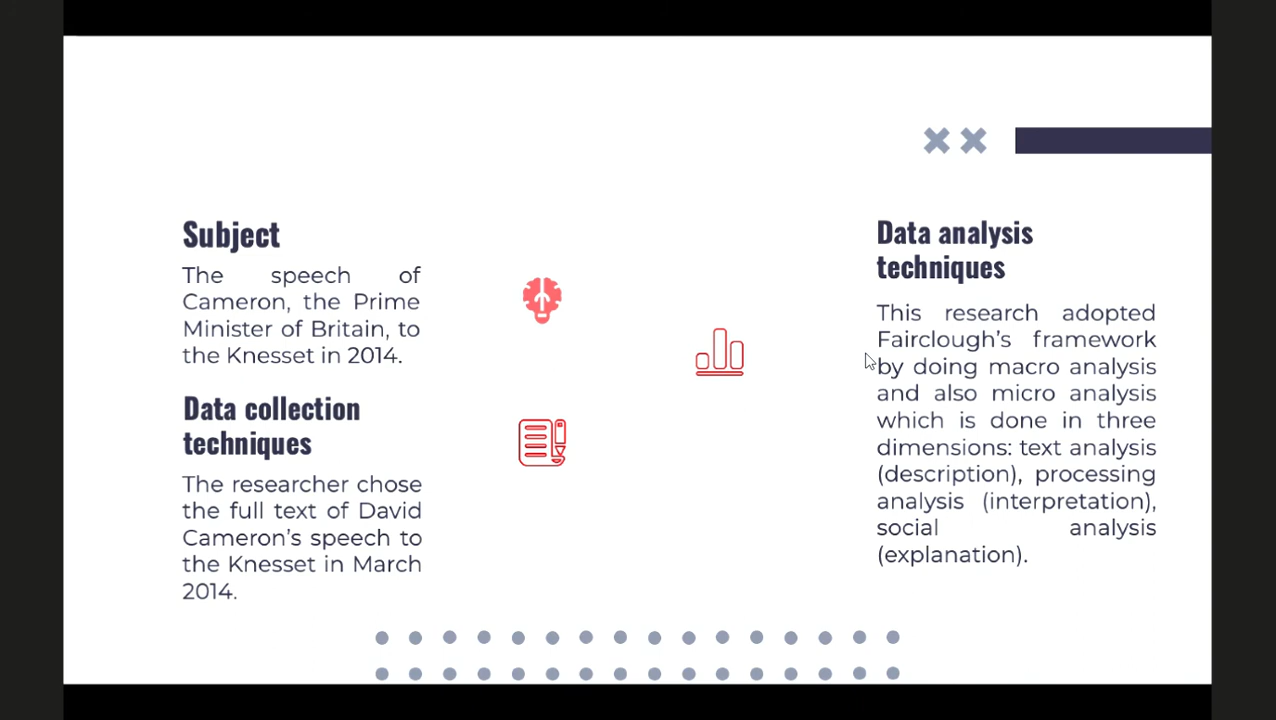 Subject
The speech of
Cameron, the Prime
Minister of Britain, to
the Knesset in 2014.
Data collection
techniques
The researcher chose
the full text of David
Cameron’s speech to
the Knesset in March
2014.
Data analysis
techniques
This research adopted
Fairclough’s framework
by doing macro analysis
and also micro analysis
which is done in three
dimensions: text analysis
(description), processing
analysis (interpretation),
social analysis
(explanation).